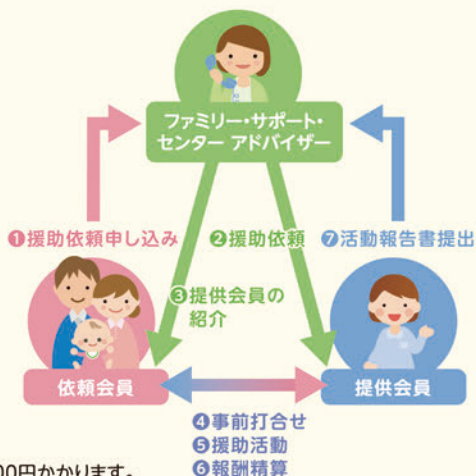 ファミリー・サポート・
センター アドバイザー
❶援助依頼申し込み
❷援助依頼
❼活動報告書提出
❸提供会員の
紹介
依頼会員
提供会員
❹事前打合せ
❺援助活動
❻報酬精算
00円かかります。